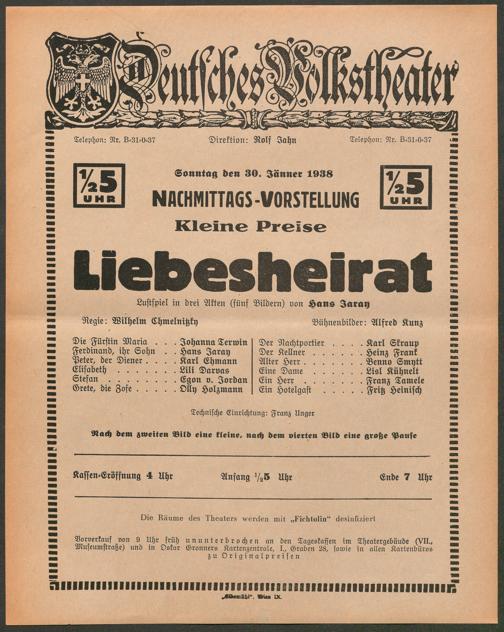 Deutsches Volkstheater
Telephon: Nr. B-31-0-37 Direktion: Rolf Jahn Telephon: Nr. B-31-0-37
½5 UHR Sonntag den 30. Jänner 1938 ½5 UHR
NACHMITTAGS-VORSTELLUNG
Kleine Preise
Liebesheirat
Lustspiel in drei Akten (fünf Bildern) von Hans Jaray
Regie: Wilhelm Chmelnitzky Bühnenbilder: Alfred Kunz
Die Fürstin Maria . . . Johanna Terwin
Ferdinand, ihr Sohn . . Hans Jaray
Peter, der Diener . . . Karl Ehmann
Elisabeth . . . . . Lili Darvas
Stefan . . . . . . Egon v. Jordan
Grete, die Zofe . . . . Olly Holzmann
Der Nachtportier . . . . Karl Skraup
Der Kellner . . . . . Heinz Frank
Alter Herr . . . . . Benno Smytt
Eine Dame . . . . . Lisl Kühnelt
Ein Herr . . . . . . Franz Tamele
Ein Hotelgast . . . . . Fritz Heinisch
Technische Einrichtung: Franz Unger
Nach dem zweiten Bild eine kleine, nach dem vierten Bild eine große Pause
Kassen-Eröffnung 4 Uhr Anfang ½5 Uhr Ende 7 Uhr
Die Räume des Theaters werden mit „Fichtolin" desinfiziert
Vorverkauf von 9 Uhr früh ununterbrochen an den Tageskassen im Theatergebäude (VII.,
Museumstraße) und in Oskar Gronners Kartenzentrale, I., Graben 28, sowie in allen Kartenbüros
zu Originalpreisen
Wien IX.